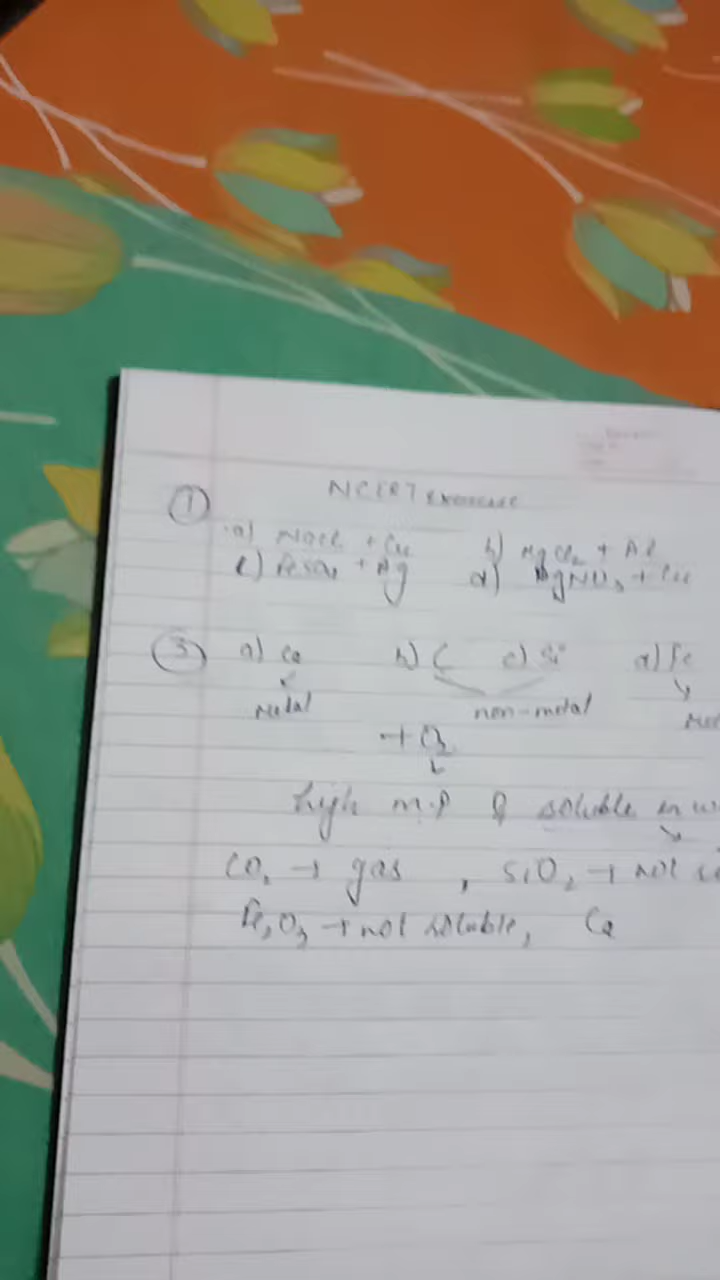 NCERT Exercise
① a) NaCl + Cu b) MgCl₂ + Al
c) FeSO₄ + Ag d) AgNO₃ + Cu
③ a) Ca b) C c) Si d) Fe
Metal non-metal
+ O₂
high m.p & soluble in
CO₂ → gas , SiO₂ → not
Fe₂O₃ → not soluble, Ca